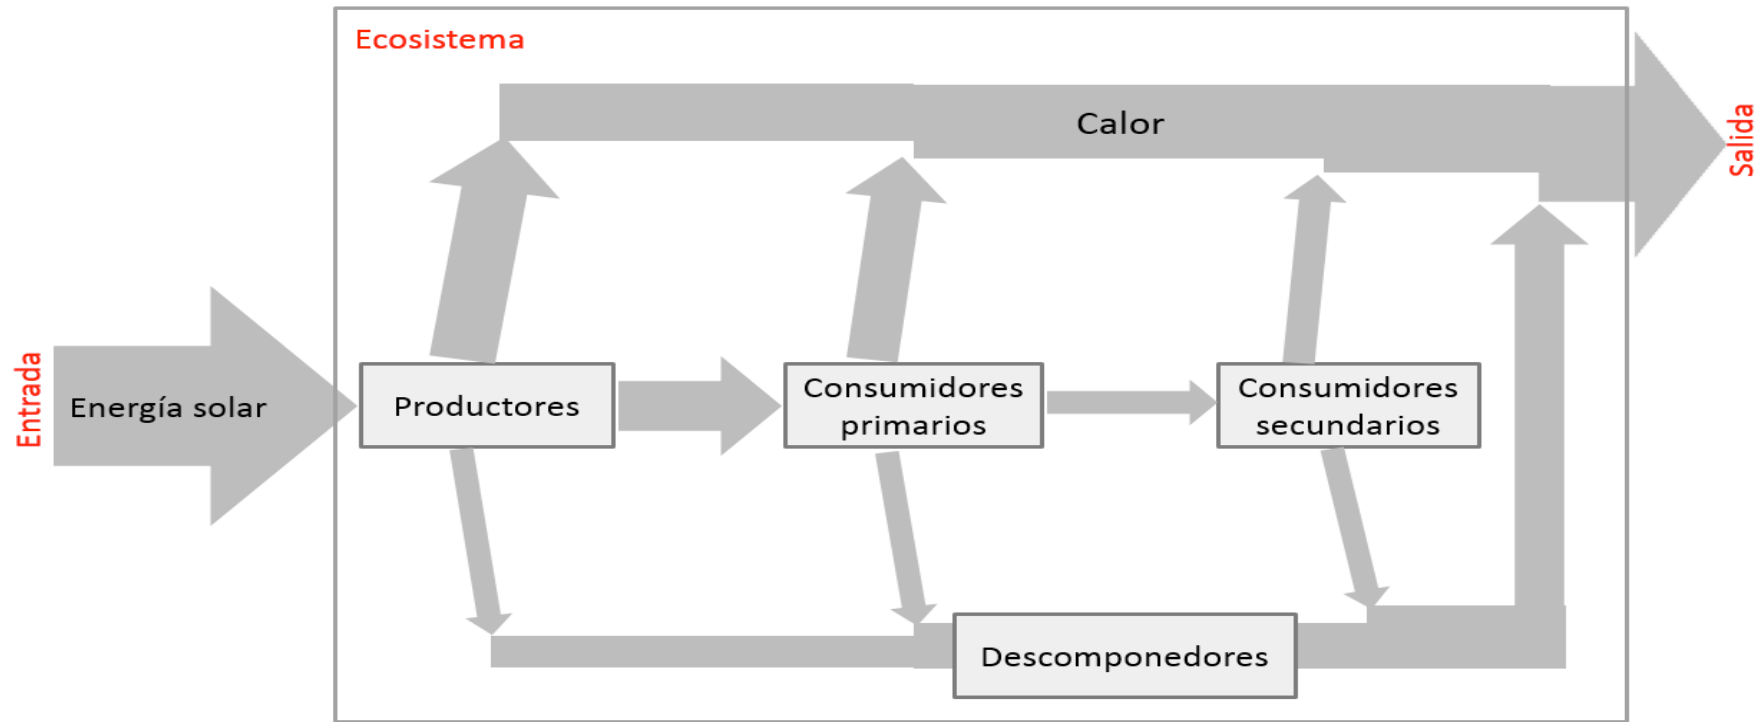 Ecosistema
Calor
Salida
Entrada
Energía solar
Productores
Consumidores
primarios
Consumidores
secundarios
Descomponedores